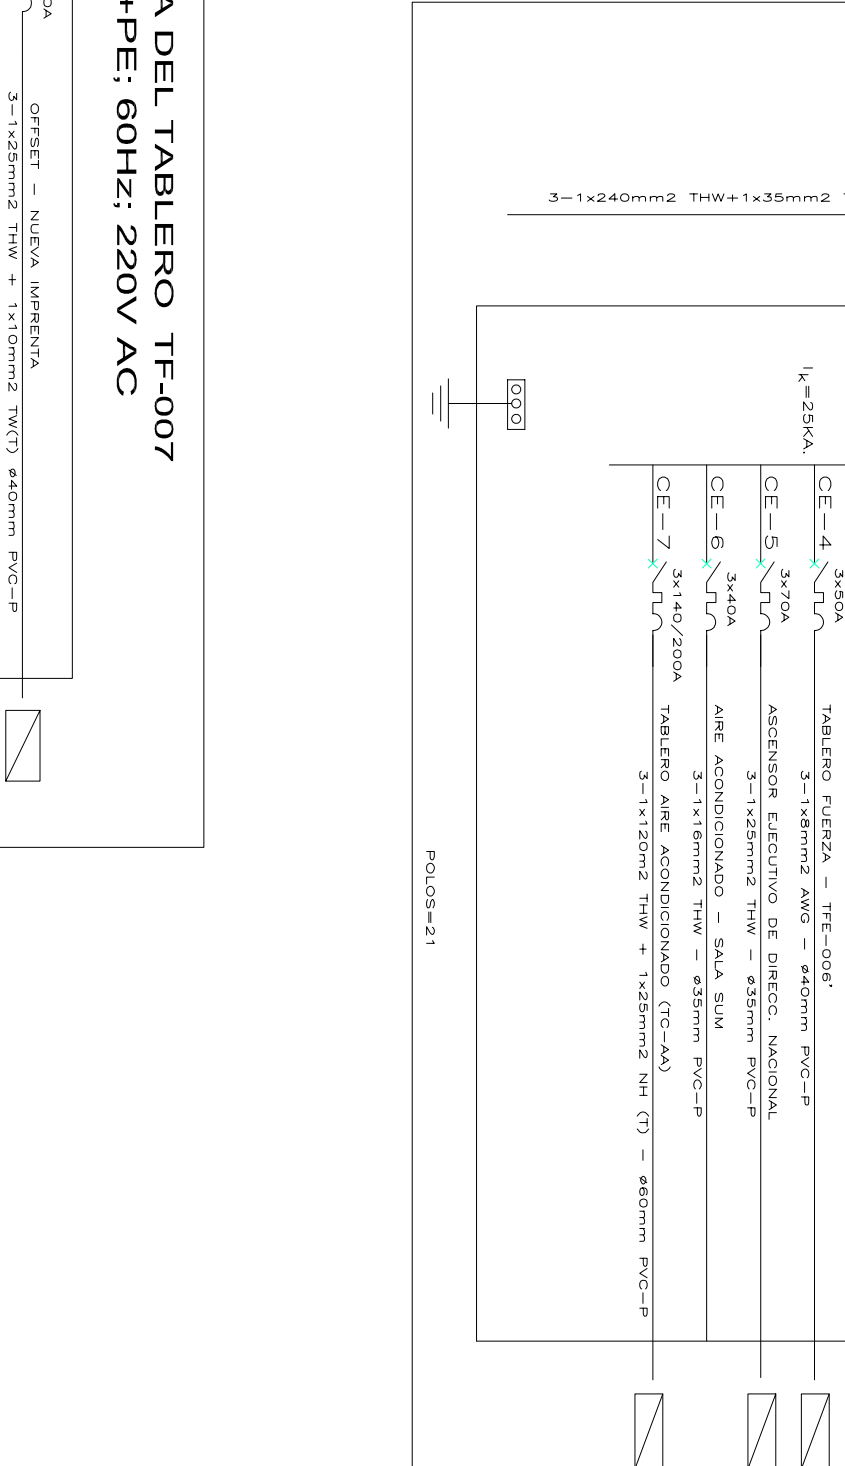 A DEL TABLERO TF-007
+PE; 60Hz; 220V AC
OFFSET – NUEVA IMPRENTA
3–1x25mm2 THW + 1x10mm2 TW(T) ø40mm PVC–P
3–1x240mm2 THW+1x35mm2
Ik=25KA.
CE–4
3x50A
TABLERO FUERZA – TFE–006'
3–1x8mm2 AWG – ø40mm PVC–P
CE–5
3x70A
ASCENSOR EJECUTIVO DE DIRECC. NACIONAL
3–1x25mm2 THW – ø35mm PVC–P
CE–6
3x40A
AIRE ACONDICIONADO – SALA SUM
3–1x16mm2 THW – ø35mm PVC–P
CE–7
3x140/200A
TABLERO AIRE ACONDICIONADO (TC–AA)
3–1x120m2 THW + 1x25mm2 NH (T) – ø60mm PVC–P
POLOS=21